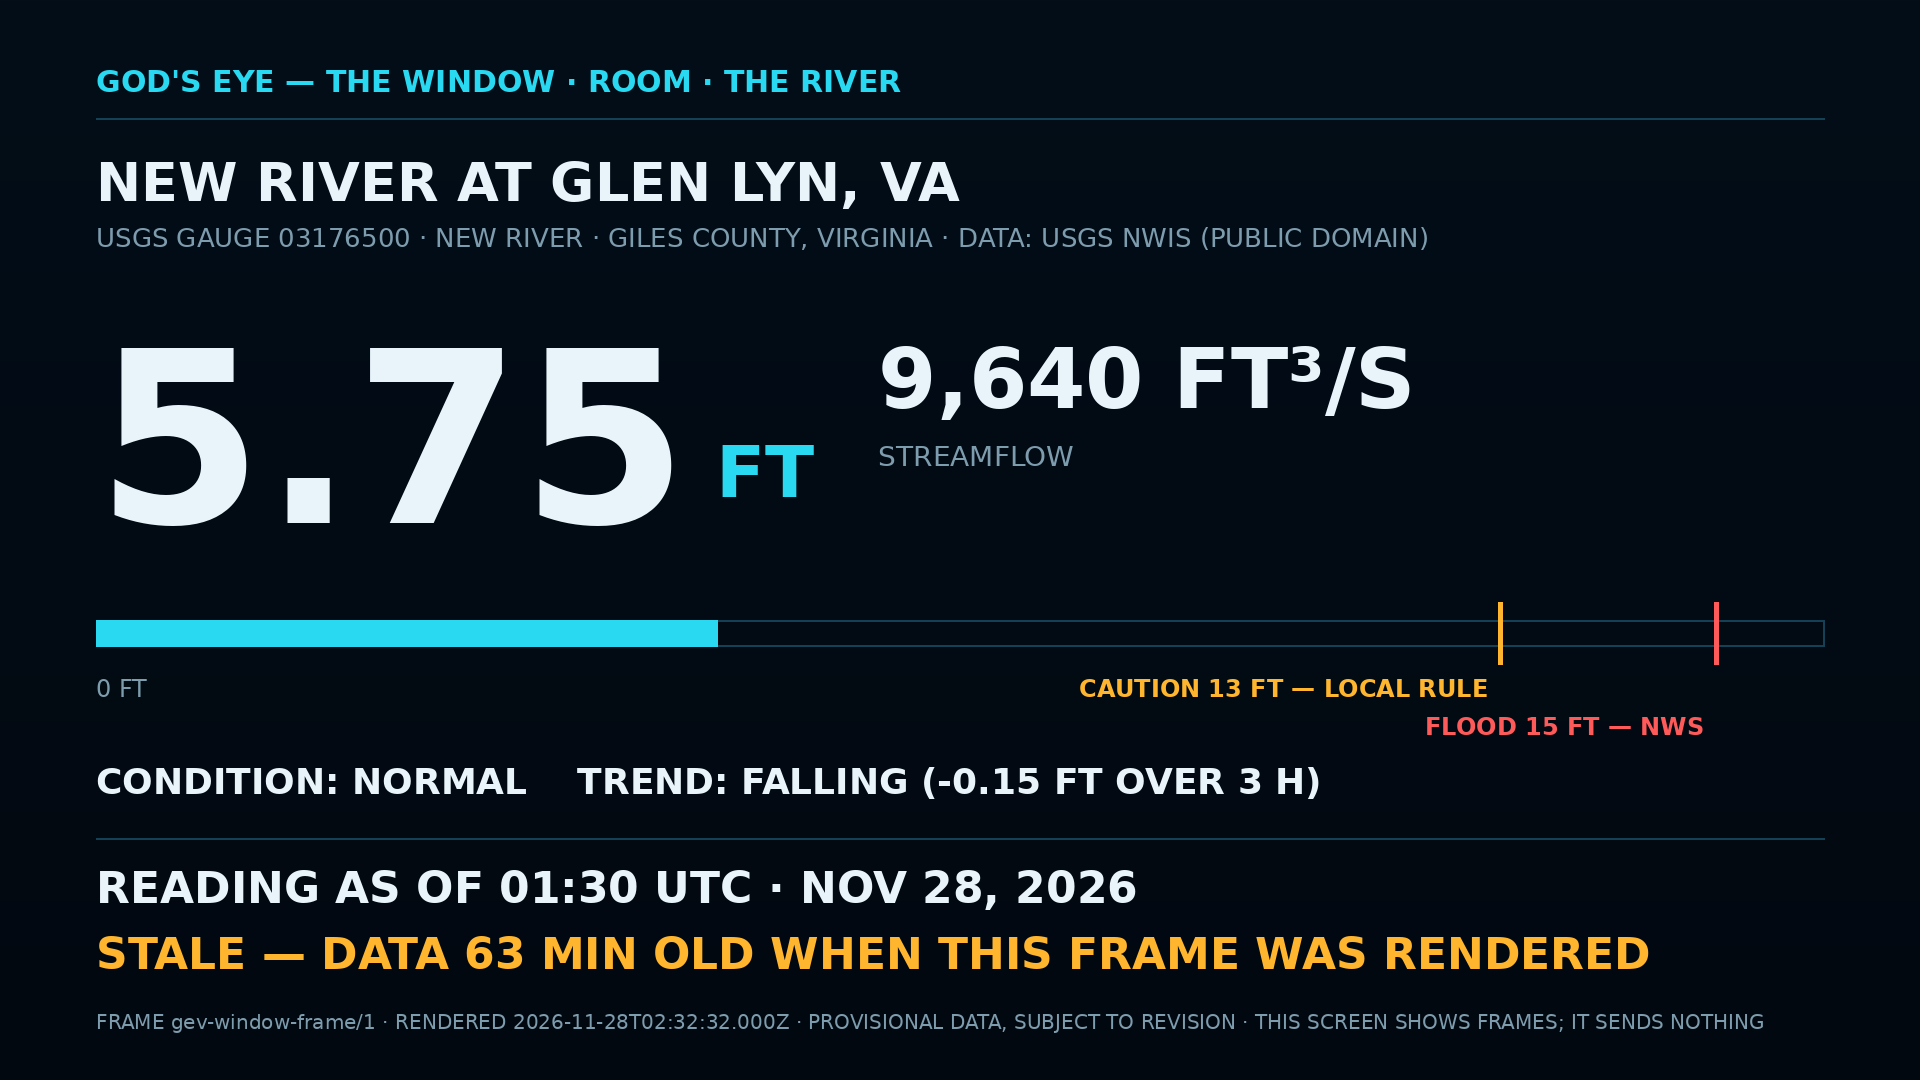 GOD'S EYE — THE WINDOW · ROOM · THE RIVER
NEW RIVER AT GLEN LYN, VA
USGS GAUGE 03176500 · NEW RIVER · GILES COUNTY, VIRGINIA · DATA: USGS NWIS (PUBLIC DOMAIN)
5.75 FT
9,640 FT³/S
STREAMFLOW
0 FT
CAUTION 13 FT — LOCAL RULE
FLOOD 15 FT — NWS
CONDITION: NORMAL TREND: FALLING (-0.15 FT OVER 3 H)
READING AS OF 01:30 UTC · NOV 28, 2026
STALE — DATA 63 MIN OLD WHEN THIS FRAME WAS RENDERED
FRAME gev-window-frame/1 · RENDERED 2026-11-28T02:32:32.000Z · PROVISIONAL DATA, SUBJECT TO REVISION · THIS SCREEN SHOWS FRAMES; IT SENDS NOTHING